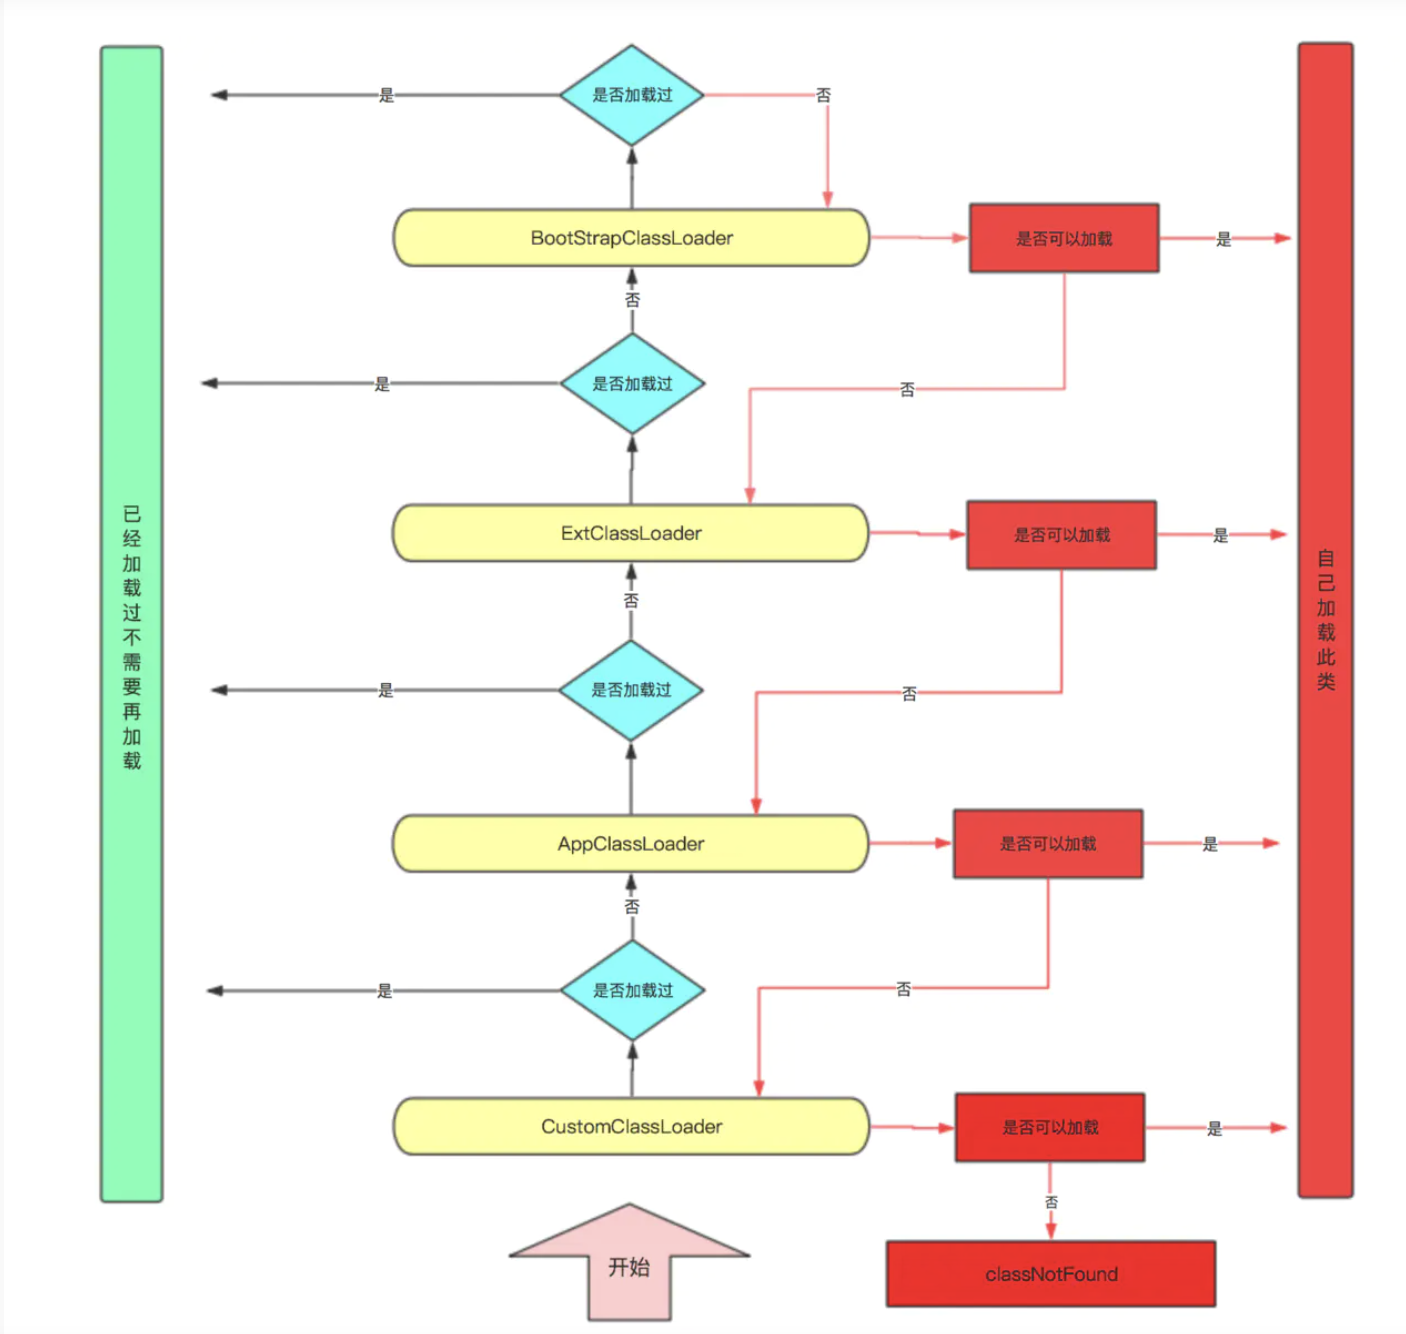 是否加载过
是
否
BootStrapClassLoader
是否可以加载
是
否
是否加载过
是
否
ExtClassLoader
是否可以加载
是
否
是否加载过
是
否
AppClassLoader
是否可以加载
是
否
是否加载过
是
否
CustomClassLoader
是否可以加载
是
否
classNotFound
开始
已经加载过不需要再加载
自己加载此类